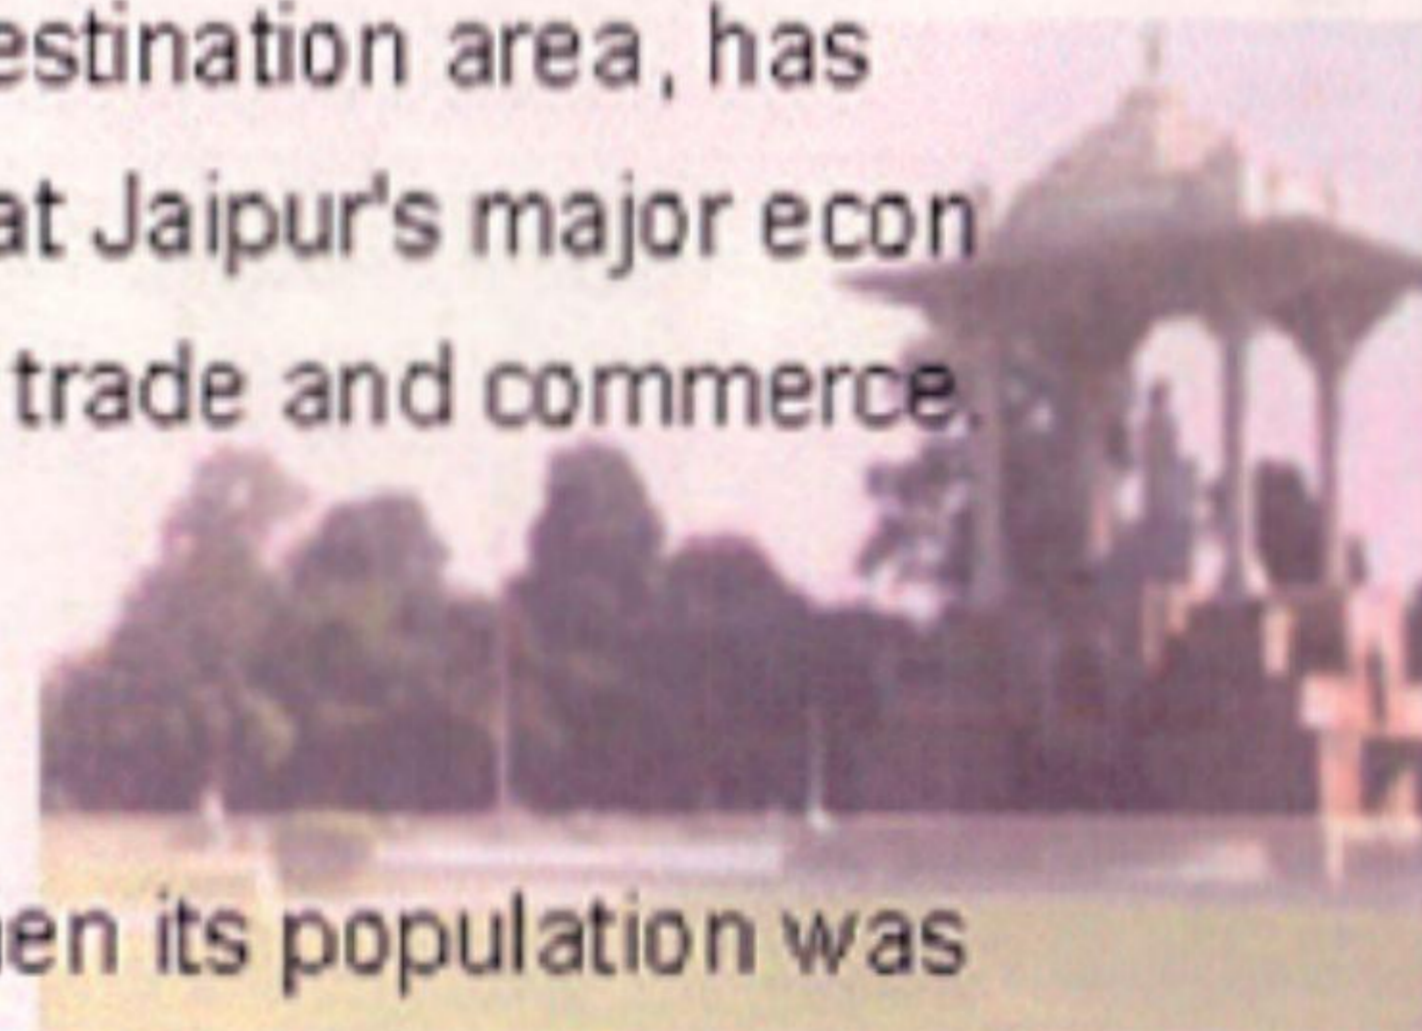 estination area, has
at Jaipur's major econ
trade and commerce.
en its population was